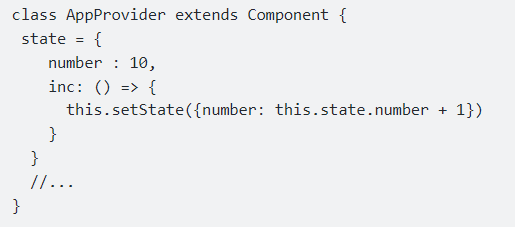 class AppProvider extends Component {
 state = {
    number : 10,
    inc: () => {
      this.setState({number: this.state.number + 1})
    }
  }
  //...
}